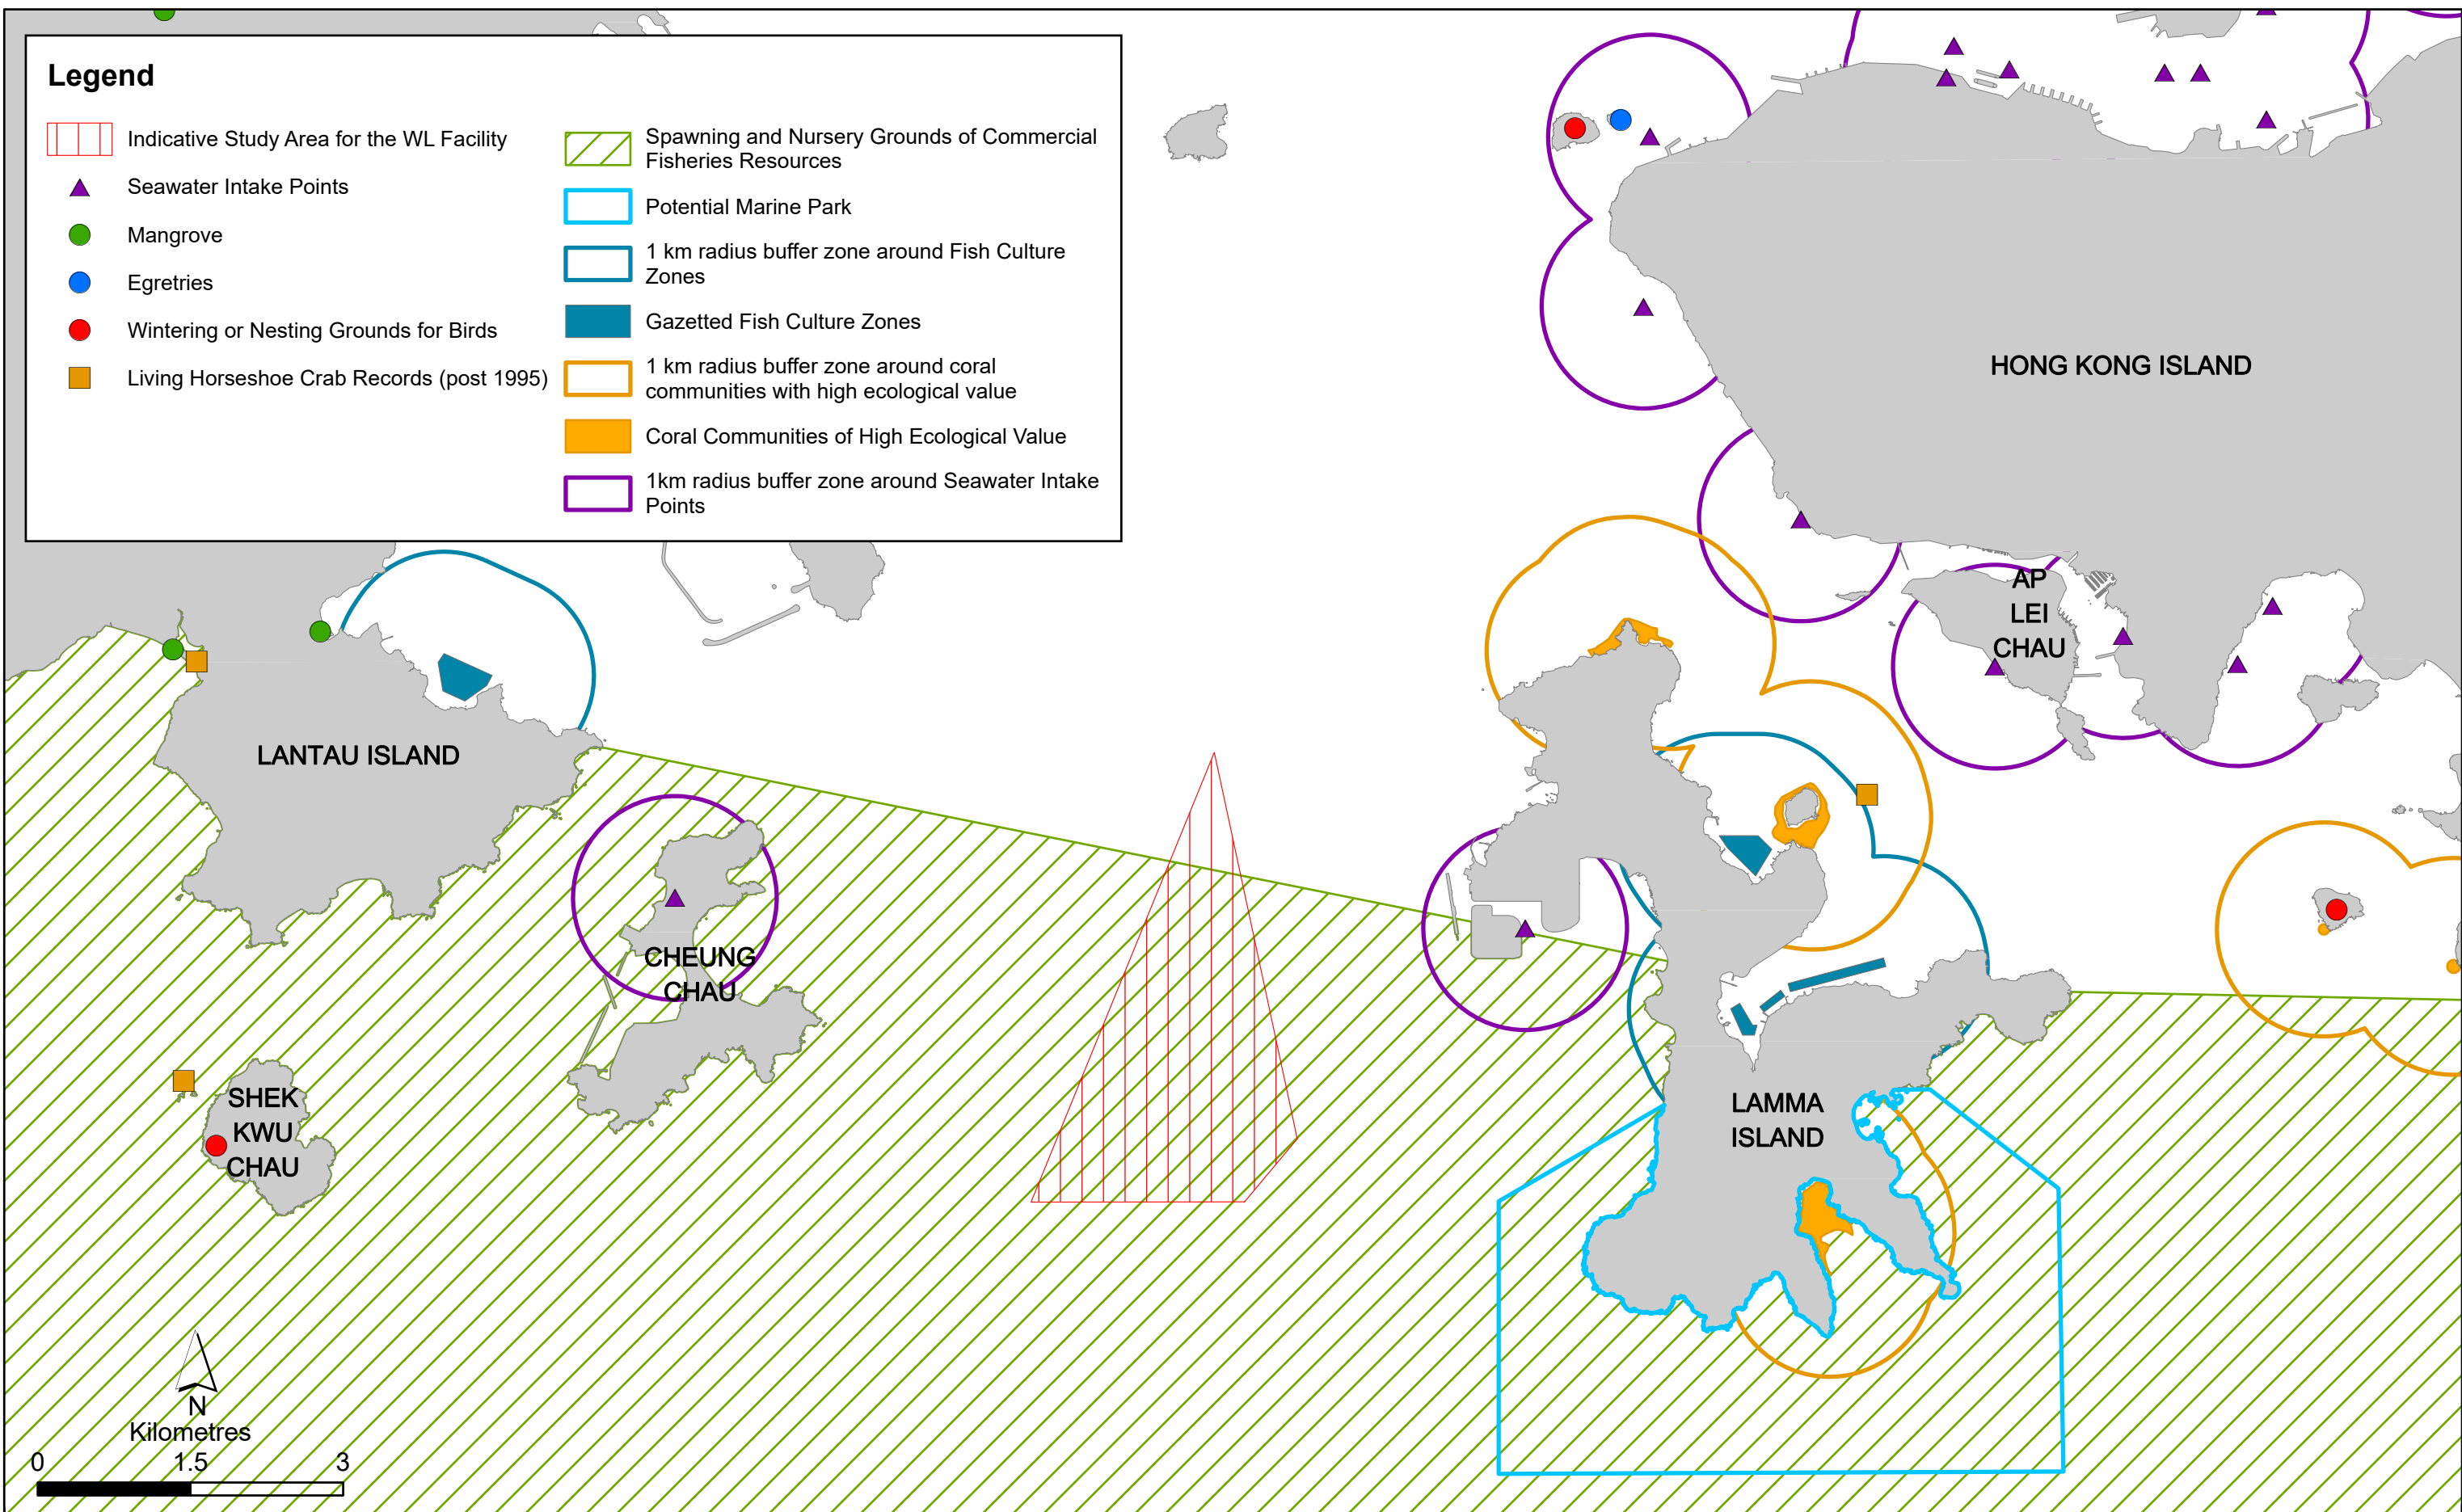 Legend
Indicative Study Area for the WL Facility
Seawater Intake Points
Mangrove
Egretries
Wintering or Nesting Grounds for Birds
Living Horseshoe Crab Records (post 1995)
Spawning and Nursery Grounds of Commercial
Fisheries Resources
Potential Marine Park
1 km radius buffer zone around Fish Culture
Zones
Gazetted Fish Culture Zones
1 km radius buffer zone around coral
communities with high ecological value
Coral Communities of High Ecological Value
1km radius buffer zone around Seawater Intake
Points
HONG KONG ISLAND
AP
LEI
CHAU
LANTAU ISLAND
CHEUNG
CHAU
SHEK
KWU
CHAU
LAMMA
ISLAND
N
Kilometres
0 1.5 3